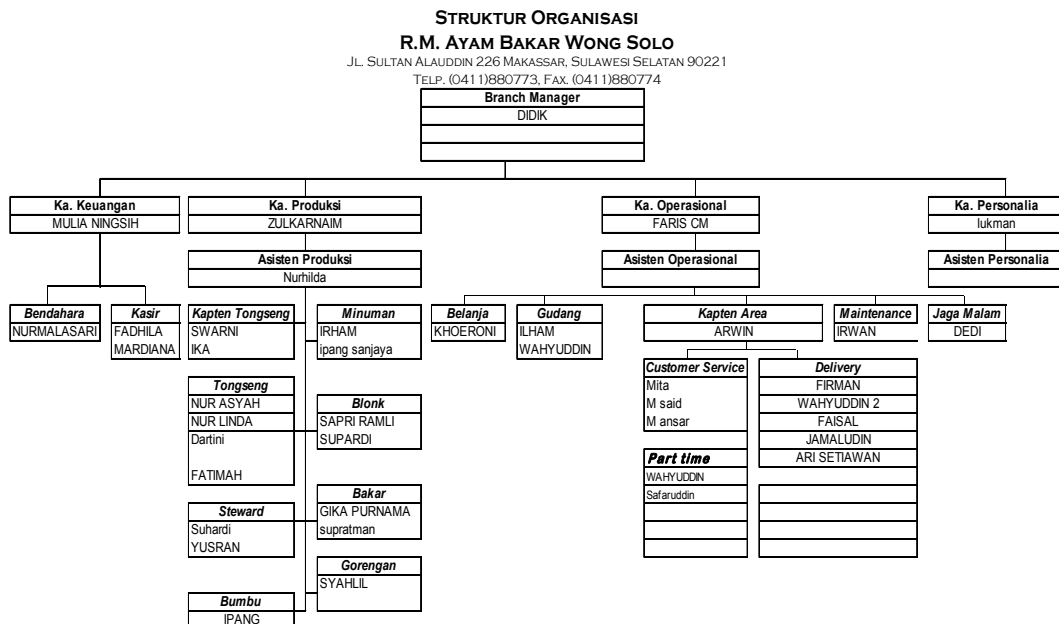 STRUKTUR ORGANISASI
R.M. AYAM BAKAR WONG SOLO
JL. SULTAN ALAUDDIN 226 MAKASSAR, SULAWESI SELATAN 90221
TELP. (0411)880773, FAX. (0411)880774
Branch Manager
DIDIK
Ka. Keuangan
MULIA NINGSIH
Ka. Produksi
ZULKARNAIM
Ka. Operasional
FARIS CM
Ka. Personalia
lukman
Asisten Produksi
Nurhilda
Asisten Operasional
Asisten Personalia
Bendahara
NURMALASARI
Kasir
FADHILA
MARDIANA
Kapten Tongseng
SWARNI
IKA
Minuman
IRHAM
ipang sanjaya
Belanja
KHOERONI
Gudang
ILHAM
WAHYUDDIN
Kapten Area
ARWIN
Maintenance
IRWAN
Jaga Malam
DEDI
Tongseng
NUR ASYAH
NUR LINDA
Dartini
FATIMAH
Blonk
SAPRI RAMLI
SUPARDI
Customer Service
Mita
M said
M ansar
Delivery
FIRMAN
WAHYUDDIN 2
FAISAL
JAMALUDIN
ARI SETIAWAN
Part time
WAHYUDDIN
Safaruddin
Steward
Suhardi
YUSRAN
Bakar
GIKA PURNAMA
supratman
Gorengan
SYAHLIL
Bumbu
IPANG